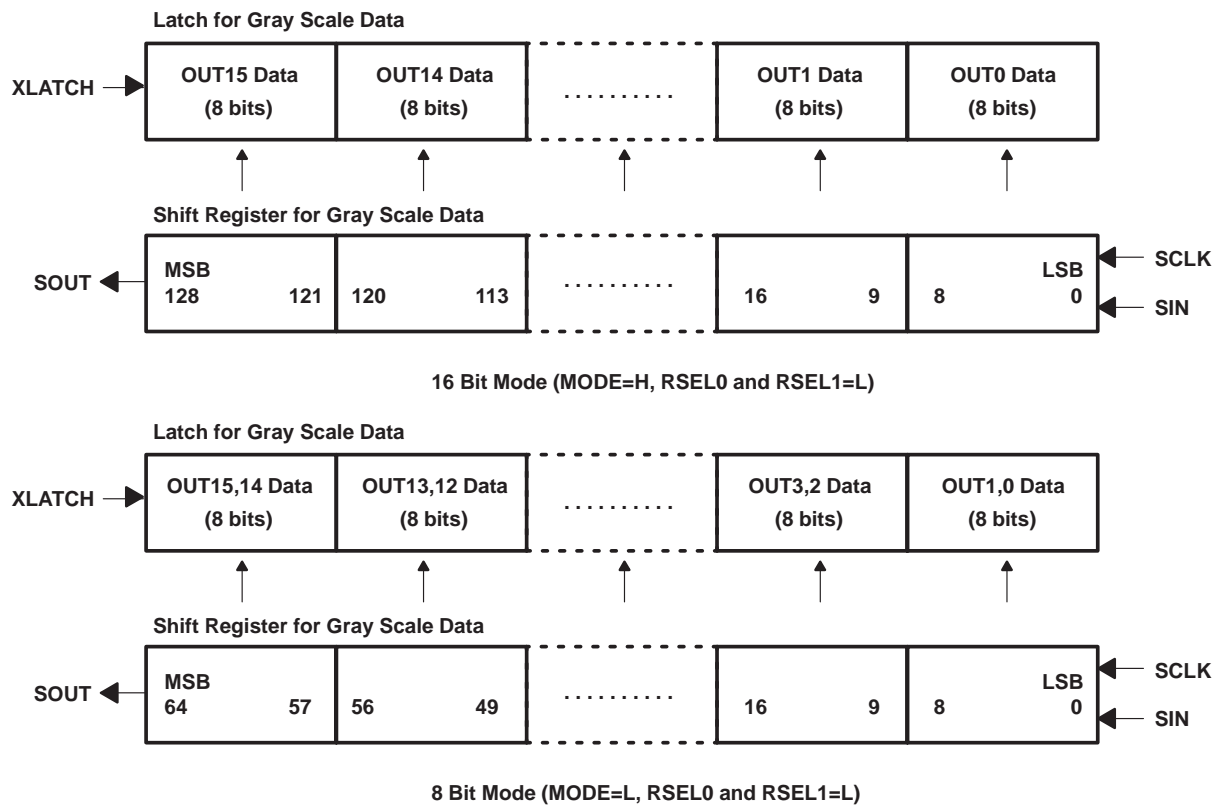 Latch for Gray Scale Data
XLATCH
OUT15 Data
(8 bits)
OUT14 Data
(8 bits)
..........
OUT1 Data
(8 bits)
OUT0 Data
(8 bits)
Shift Register for Gray Scale Data
SOUT
MSB
128 121
120 113
..........
16 9
LSB
8 0
SCLK
SIN
16 Bit Mode (MODE=H, RSEL0 and RSEL1=L)
Latch for Gray Scale Data
XLATCH
OUT15,14 Data
(8 bits)
OUT13,12 Data
(8 bits)
..........
OUT3,2 Data
(8 bits)
OUT1,0 Data
(8 bits)
Shift Register for Gray Scale Data
SOUT
MSB
64 57
56 49
..........
16 9
LSB
8 0
SCLK
SIN
8 Bit Mode (MODE=L, RSEL0 and RSEL1=L)